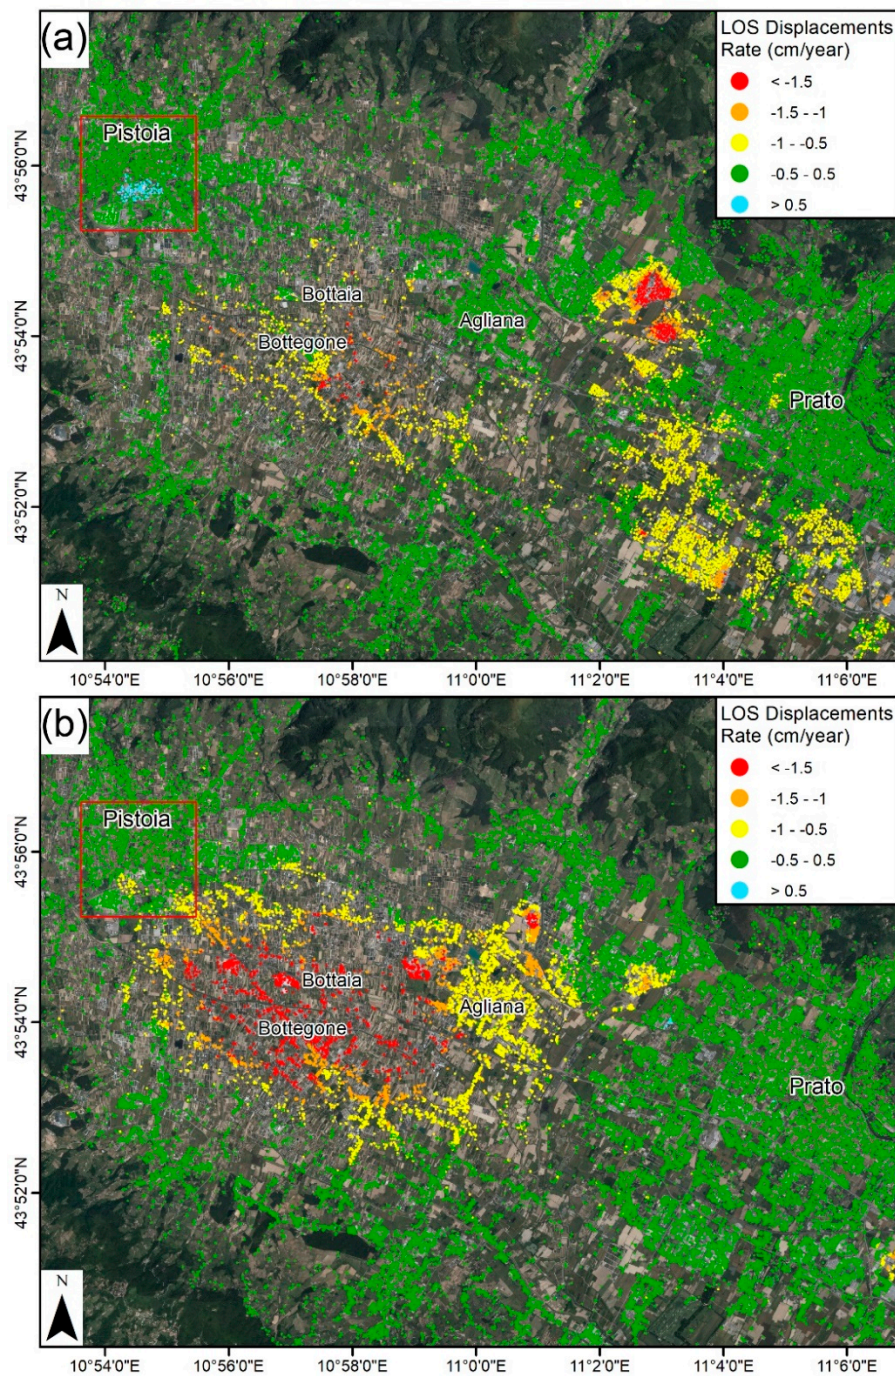 (a)
LOS Displacements
Rate (cm/year)
< -1.5
-1.5 - -1
-1 - -0.5
-0.5 - 0.5
> 0.5
Pistoia
Bottaia
Agliana
Bottegone
Prato
43°56'0"N
43°54'0"N
43°52'0"N
N
10°54'0"E 10°56'0"E 10°58'0"E 11°0'0"E 11°2'0"E 11°4'0"E 11°6'0"E
(b)
LOS Displacements
Rate (cm/year)
< -1.5
-1.5 - -1
-1 - -0.5
-0.5 - 0.5
> 0.5
Pistoia
Bottaia
Agliana
Bottegone
Prato
43°56'0"N
43°54'0"N
43°52'0"N
N
10°54'0"E 10°56'0"E 10°58'0"E 11°0'0"E 11°2'0"E 11°4'0"E 11°6'0"E